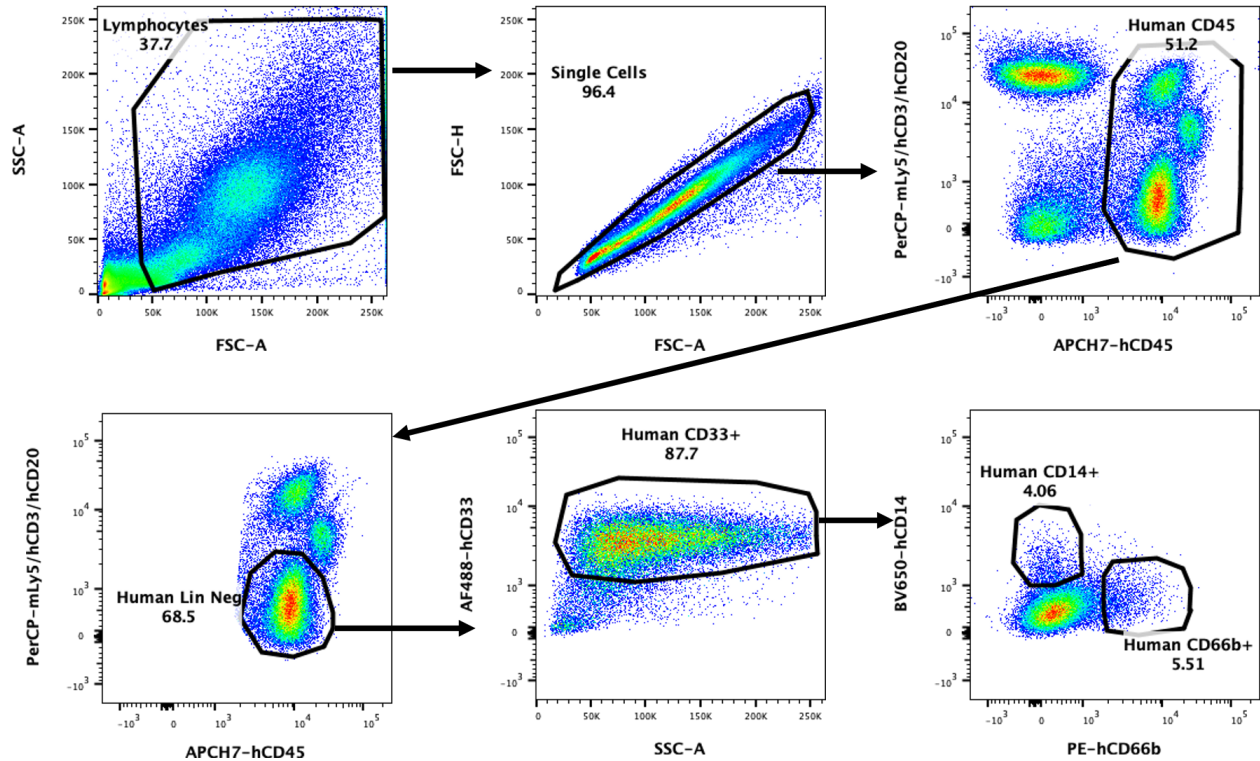 Lymphocytes
37.7
250K
200K
150K
100K
50K
0
SSC-A
0 50K 100K 150K 200K 250K
FSC-A
Single Cells
96.4
250K
200K
150K
100K
50K
0
FSC-H
0 50K 100K 150K 200K 250K
FSC-A
Human CD45
51.2
10^5
10^4
10^3
0
-10^3
PerCP-mLy5/hCD3/hCD20
-10^3 0 10^3 10^4 10^5
APCH7-hCD45
Human Lin Neg
68.5
10^5
10^4
10^3
0
-10^3
PerCP-mLy5/hCD3/hCD20
-10^3 0 10^3 10^4 10^5
APCH7-hCD45
Human CD33+
87.7
10^5
10^4
10^3
0
-10^3
AF488-hCD33
0 50K 100K 150K 200K 250K
SSC-A
Human CD14+
4.06
Human CD66b+
5.51
10^5
10^4
10^3
0
-10^3
BV650-hCD14
-10^3 0 10^3 10^4 10^5
PE-hCD66b